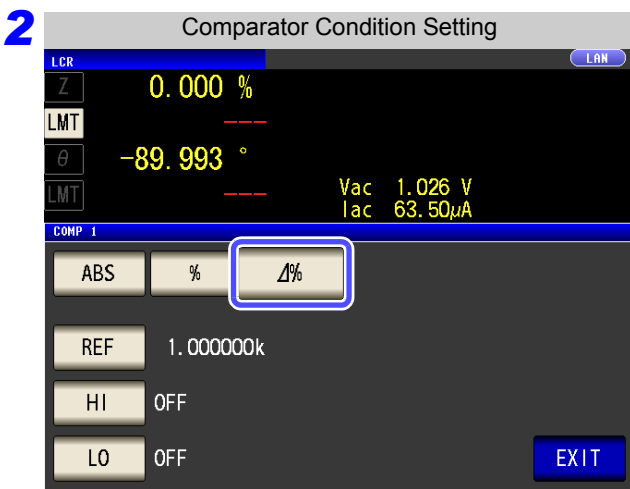 2
Comparator Condition Setting
LCR LAN
Z 0.000 %
LMT ---
θ -89.993 °
LMT --- Vac 1.026 V
Iac 63.50μA
COMP 1
ABS % Δ%
REF 1.000000k
HI OFF
LO OFF EXIT